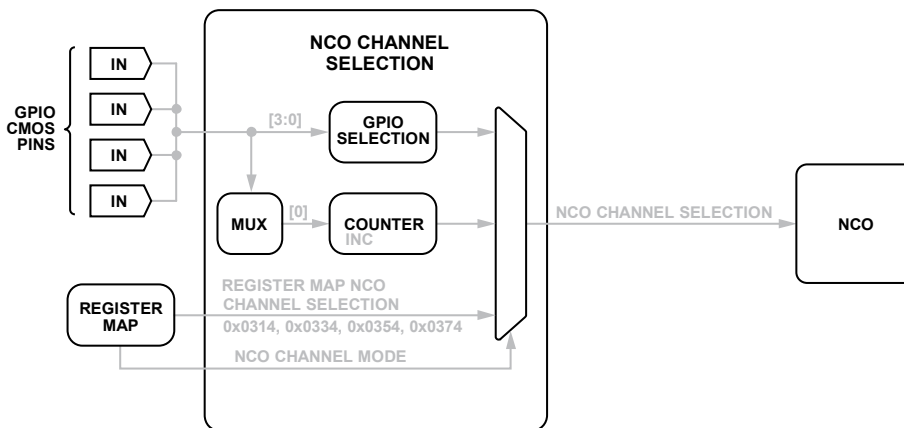 NCO CHANNEL
SELECTION
IN
IN
IN
IN
GPIO
CMOS
PINS
[3:0]
GPIO
SELECTION
MUX
[0]
COUNTER
INC
NCO CHANNEL SELECTION
NCO
REGISTER
MAP
REGISTER MAP NCO
CHANNEL SELECTION
0x0314, 0x0334, 0x0354, 0x0374
NCO CHANNEL MODE